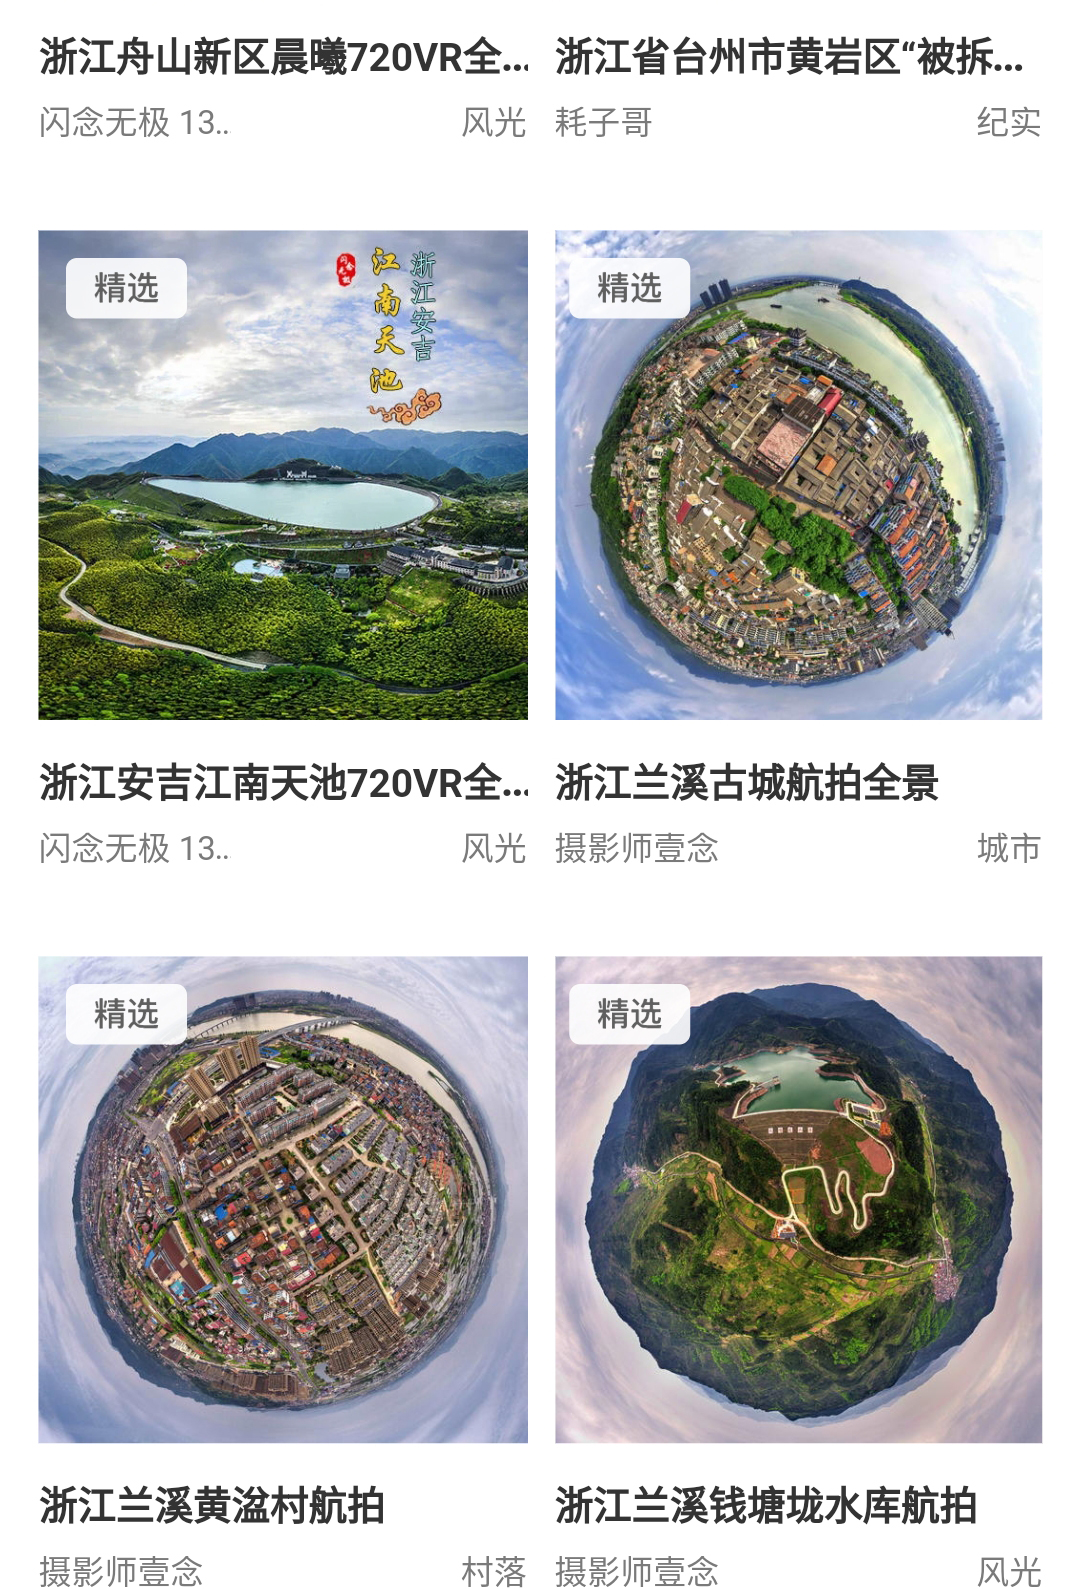 浙江舟山新区晨曦720VR全...
闪念无极 13..
风光
浙江省台州市黄岩区“被拆...
耗子哥
纪实
精选
浙江安吉
江南天池
浙江安吉江南天池720VR全...
闪念无极 13..
风光
精选
浙江兰溪古城航拍全景
摄影师壹念
城市
精选
浙江兰溪黄湓村航拍
摄影师壹念
村落
精选
浙江兰溪钱塘垅水库航拍
摄影师壹念
风光